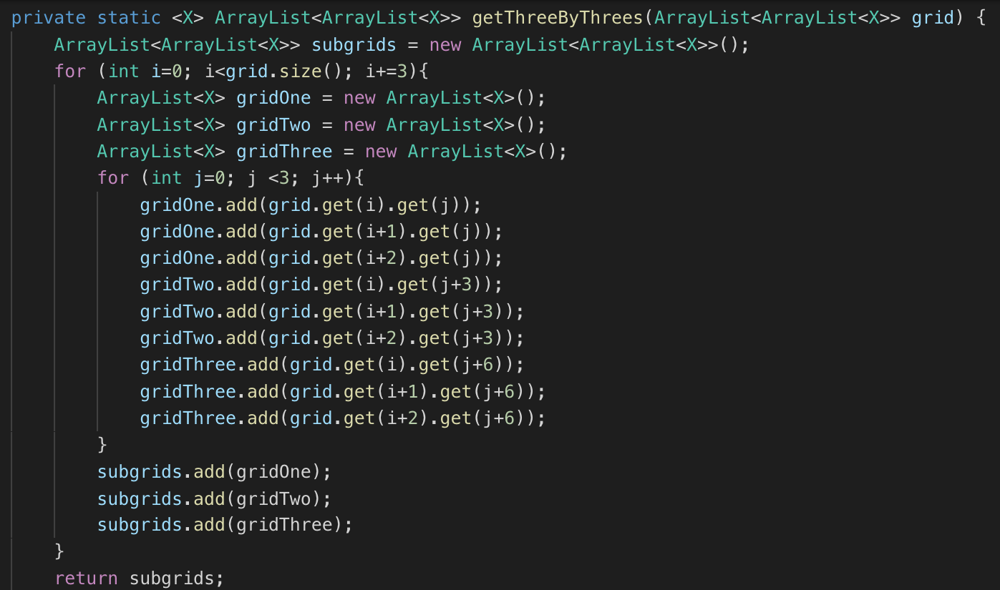 private static <X> ArrayList<ArrayList<X>> getThreeByThrees(ArrayList<ArrayList<X>> grid) {
    ArrayList<ArrayList<X>> subgrids = new ArrayList<ArrayList<X>>();
    for (int i=0; i<grid.size(); i+=3){
        ArrayList<X> gridOne = new ArrayList<X>();
        ArrayList<X> gridTwo = new ArrayList<X>();
        ArrayList<X> gridThree = new ArrayList<X>();
        for (int j=0; j <3; j++){
            gridOne.add(grid.get(i).get(j));
            gridOne.add(grid.get(i+1).get(j));
            gridOne.add(grid.get(i+2).get(j));
            gridTwo.add(grid.get(i).get(j+3));
            gridTwo.add(grid.get(i+1).get(j+3));
            gridTwo.add(grid.get(i+2).get(j+3));
            gridThree.add(grid.get(i).get(j+6));
            gridThree.add(grid.get(i+1).get(j+6));
            gridThree.add(grid.get(i+2).get(j+6));
        }
        subgrids.add(gridOne);
        subgrids.add(gridTwo);
        subgrids.add(gridThree);
    }
    return subgrids;